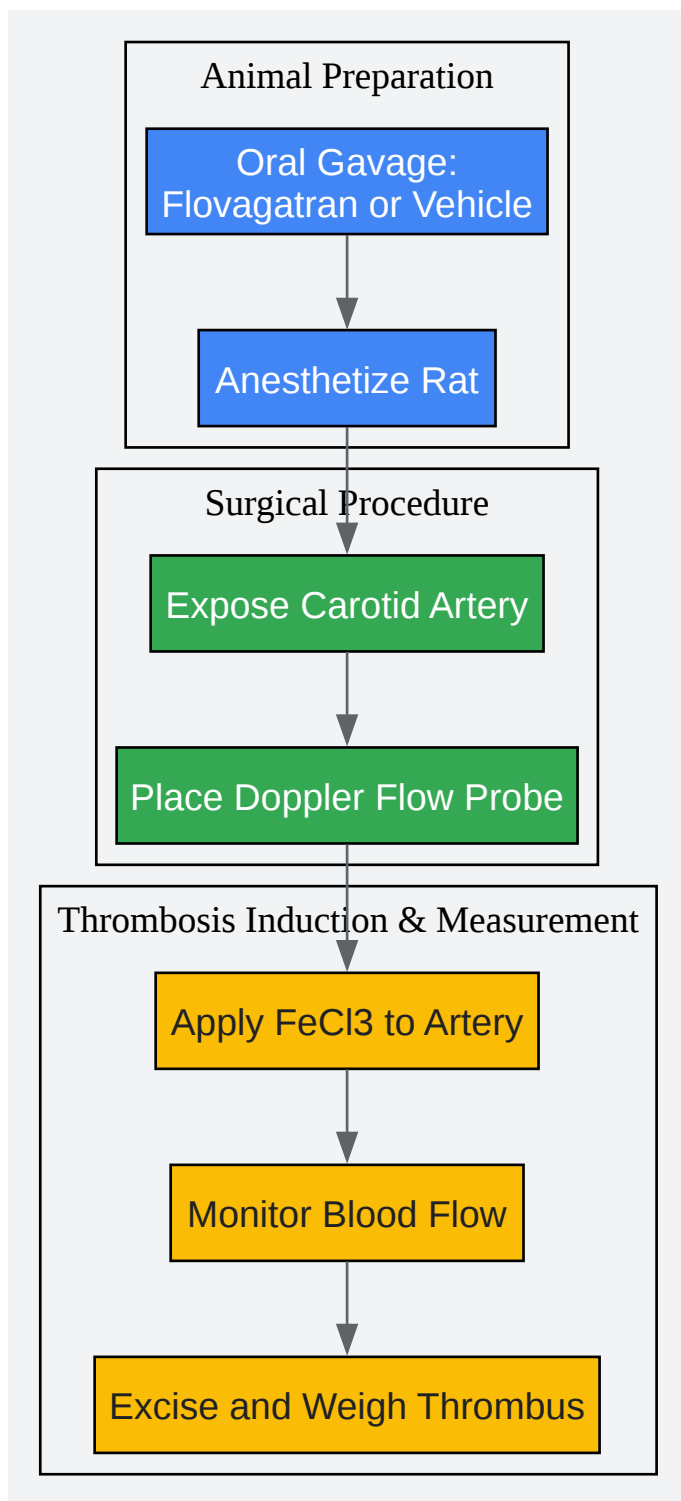 Animal Preparation
Oral Gavage:
Flovagatran or Vehicle
Anesthetize Rat
Surgical Procedure
Expose Carotid Artery
Place Doppler Flow Probe
Thrombosis Induction & Measurement
Apply FeCl3 to Artery
Monitor Blood Flow
Excise and Weigh Thrombus